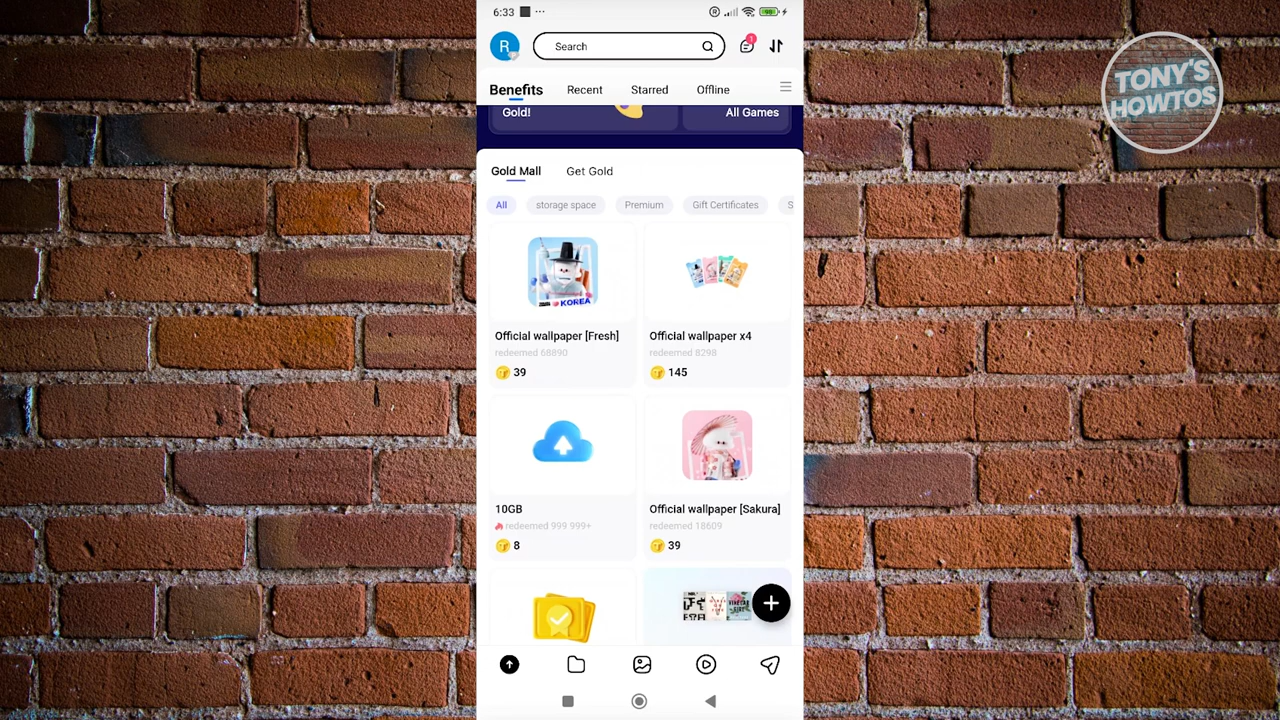 6:33
Search
1
R
Benefits Recent Starred Offline
Gold!
All Games
Gold Mall Get Gold
All storage space Premium Gift Certificates S
KOREA
Official wallpaper [Fresh]
redeemed 68890
39
Official wallpaper x4
redeemed 8298
145
10GB
redeemed 999 999+
8
Official wallpaper [Sakura]
redeemed 18609
39
TONY'S
HOWTOS